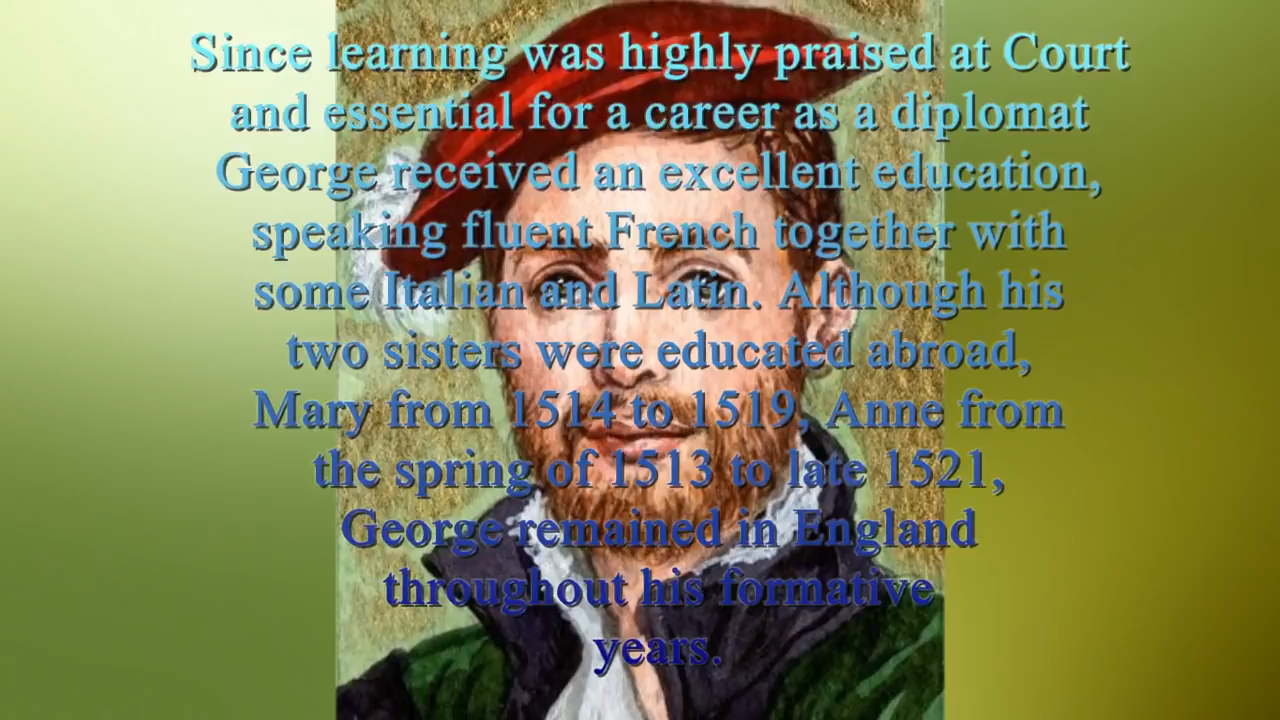 Since learning was highly praised at Court
and essential for a career as a diplomat
George received an excellent education,
speaking fluent French together with
some Italian and Latin. Although his
two sisters were educated abroad,
Mary from 1514 to 1519, Anne from
the spring of 1513 to late 1521,
George remained in England
throughout his formative
years.